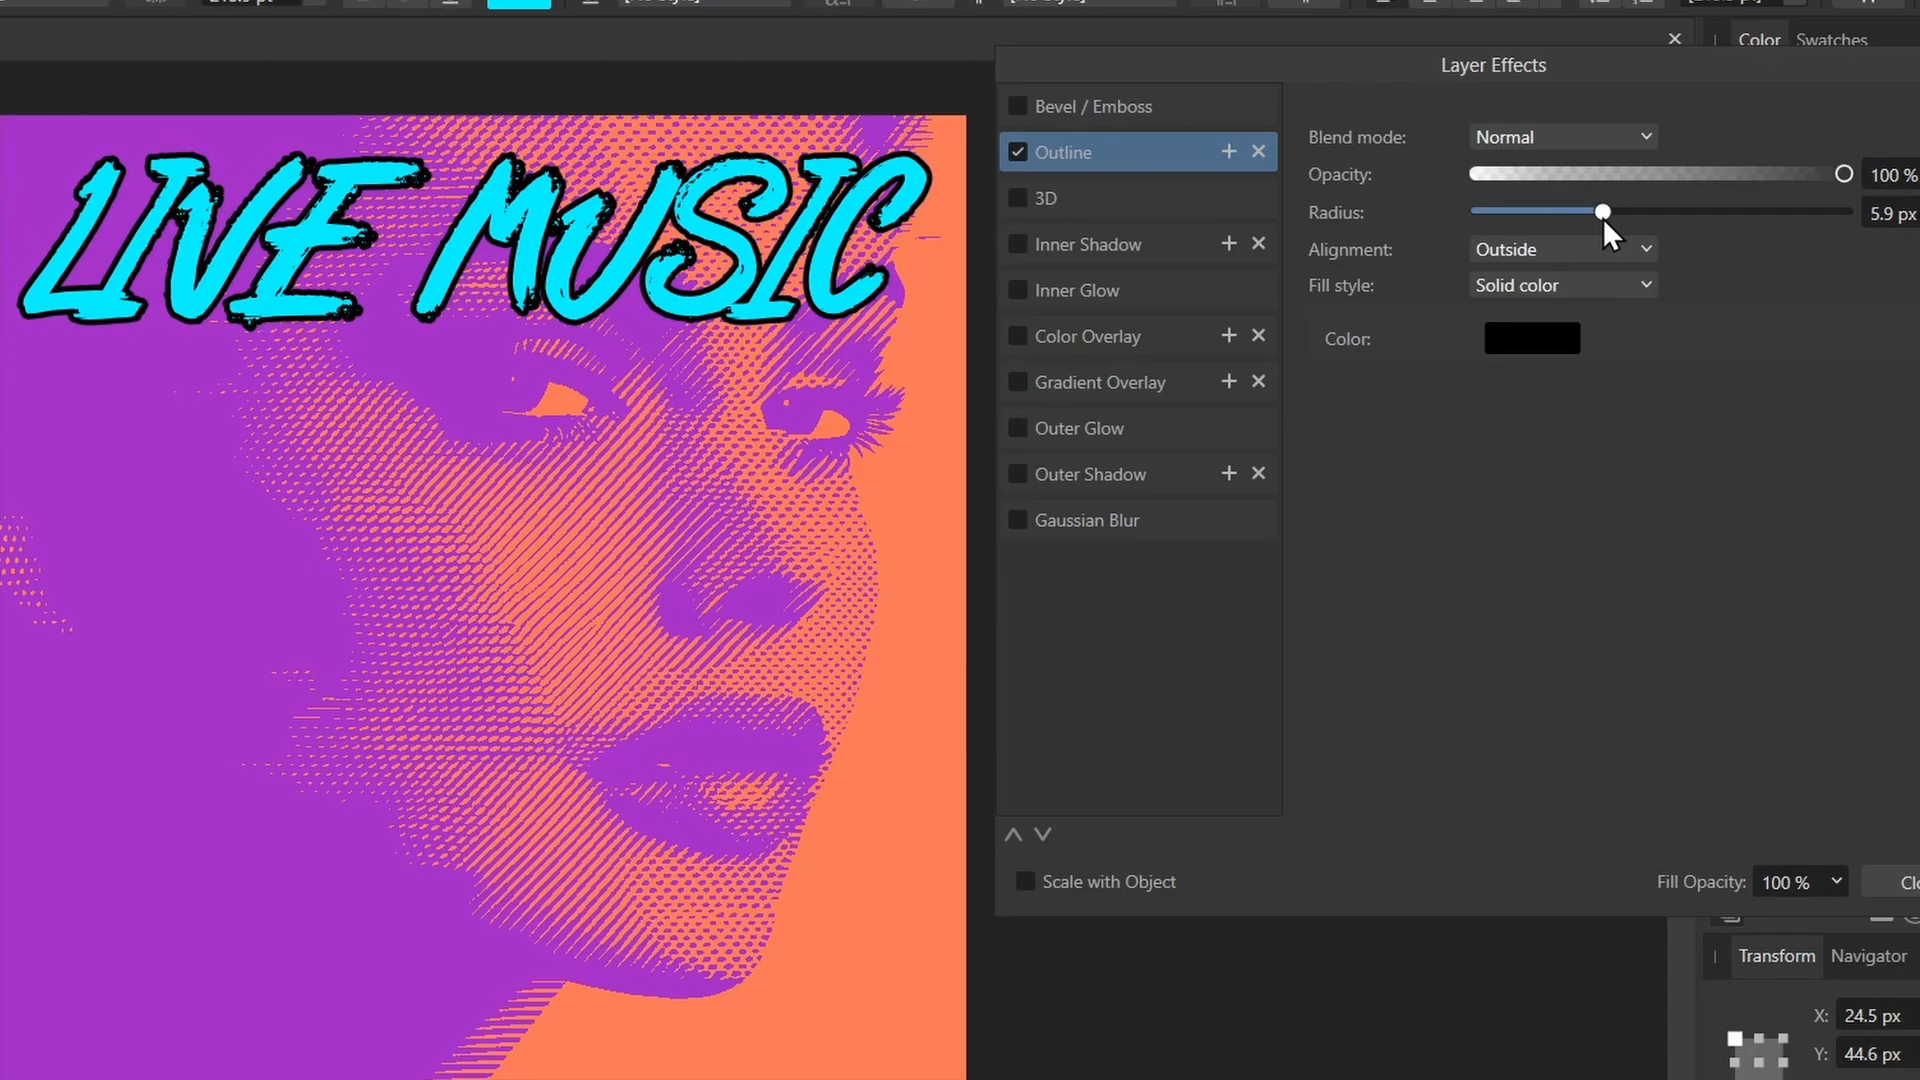 Color Swatches
Layer Effects
Bevel / Emboss
Blend mode: Normal
Outline
Opacity: 100 %
3D
Radius: 5.9 px
Inner Shadow
Alignment: Outside
Inner Glow
Fill style: Solid color
Color Overlay
Color:
Gradient Overlay
Outer Glow
Outer Shadow
Gaussian Blur
LIVE MUSIC
Scale with Object
Fill Opacity: 100 % Clo
Transform Navigator
X: 24.5 px
Y: 44.6 px